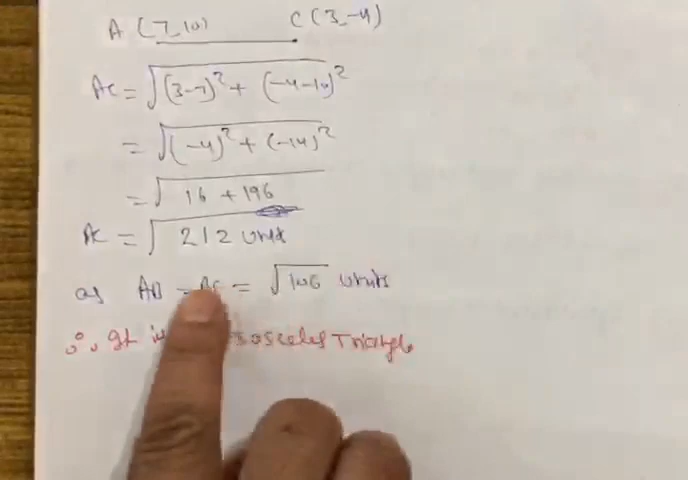 A (7,10) C (3,-4)
AC = √(3-7)² + (-4-10)²
= √(-4)² + (-14)²
= √16 + 196
AC = √212 units
as AB = = √106 units
∴ It is Isosceles Triangle